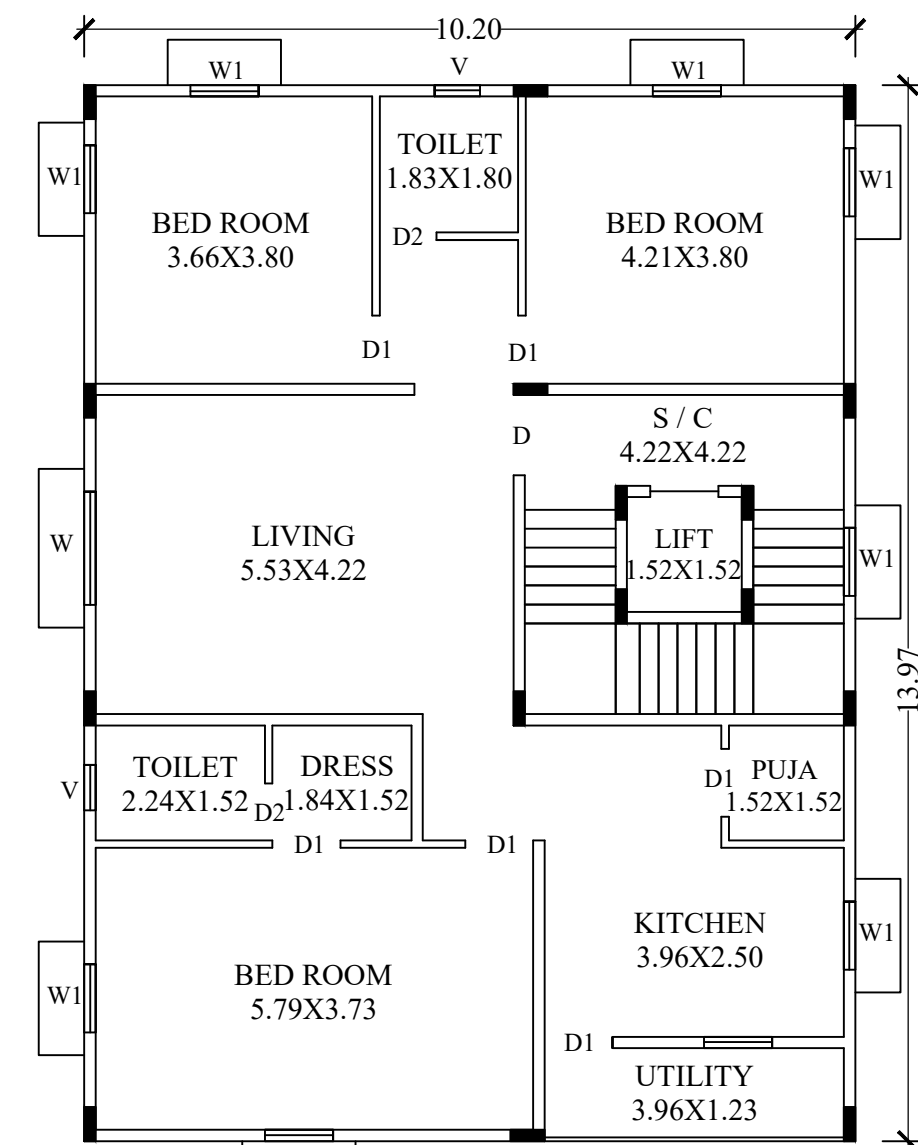 10.20
W1
V
W1
W1
TOILET
1.83X1.80
W1
BED ROOM
3.66X3.80
D2
BED ROOM
4.21X3.80
D1
D1
S / C
4.22X4.22
D
W
LIVING
5.53X4.22
LIFT
1.52X1.52
W1
13.97
TOILET
2.24X1.52
DRESS
1.84X1.52
D1
PUJA
1.52X1.52
V
D2
D1
D1
KITCHEN
3.96X2.50
W1
BED ROOM
5.79X3.73
W1
D1
UTILITY
3.96X1.23